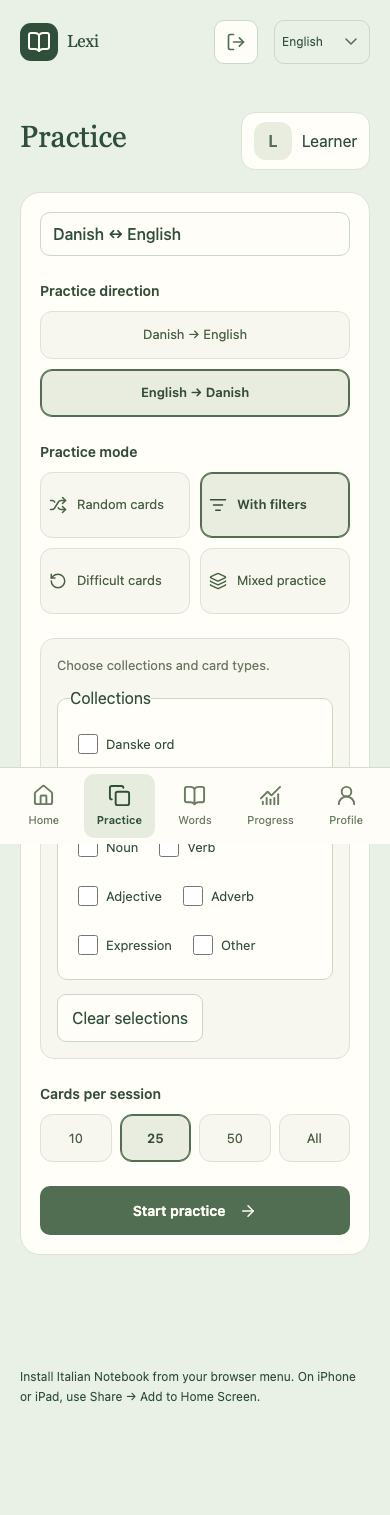 Lexi
English
Practice
L
Learner
Danish ↔ English
Practice direction
Danish → English
English → Danish
Practice mode
Random cards
With filters
Difficult cards
Mixed practice
Choose collections and card types.
Collections
Danske ord
Home
Practice
Words
Progress
Profile
Noun
Verb
Adjective
Adverb
Expression
Other
Clear selections
Cards per session
10
25
50
All
Start practice →
Install Italian Notebook from your browser menu. On iPhone
or iPad, use Share → Add to Home Screen.